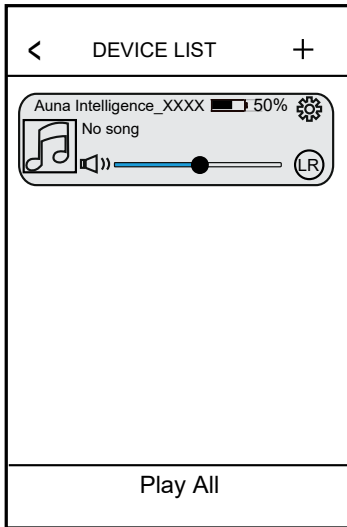 < DEVICE LIST +
Auna Intelligence_XXXX 50%
No song
LR
Play All